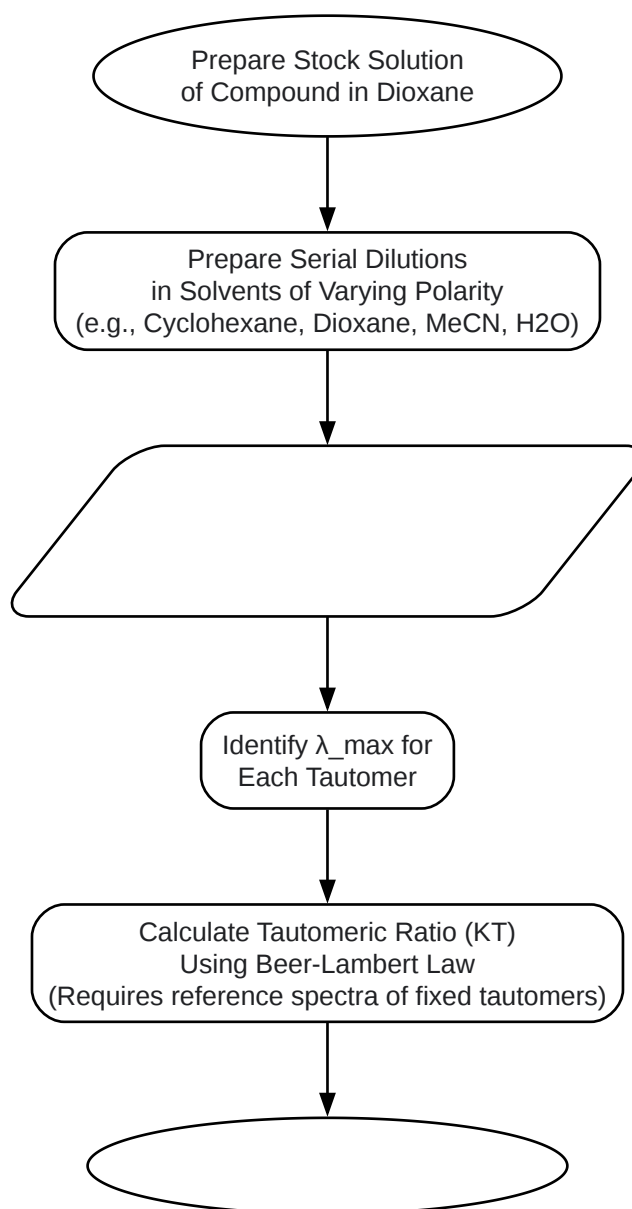 Prepare Stock Solution
of Compound in Dioxane
Prepare Serial Dilutions
in Solvents of Varying Polarity
(e.g., Cyclohexane, Dioxane, MeCN, H2O)
Identify λ_max for
Each Tautomer
Calculate Tautomeric Ratio (KT)
Using Beer-Lambert Law
(Requires reference spectra of fixed tautomers)